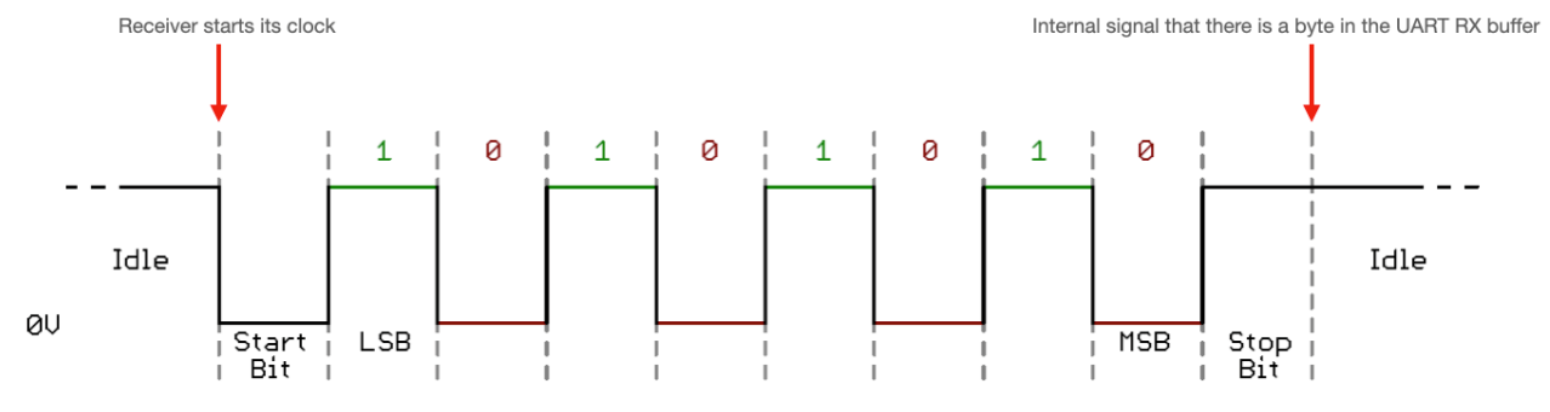 Receiver starts its clock
Internal signal that there is a byte in the UART RX buffer
1 0 1 0 1 0 1 0
Idle
Idle
0V
Start Bit
LSB
MSB
Stop Bit